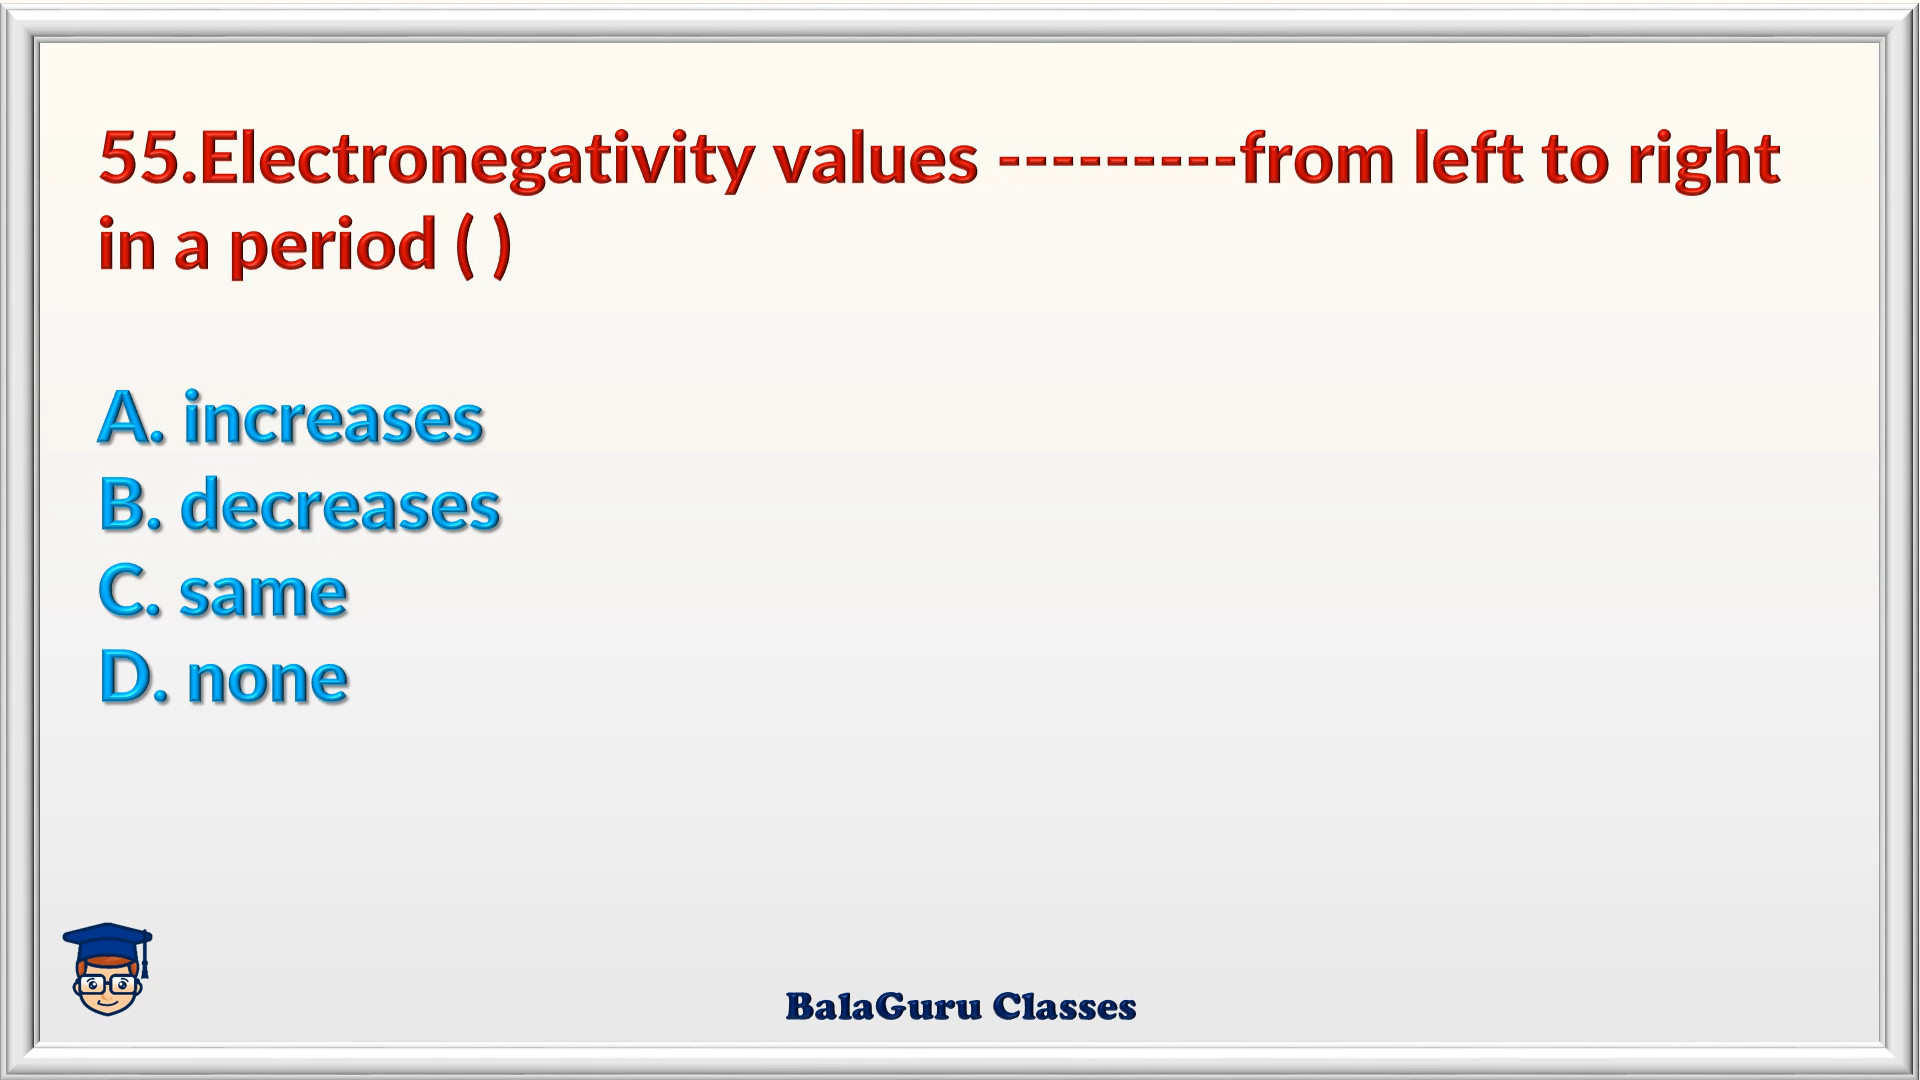 55.Electronegativity values ---------from left to right
in a period ( )
A. increases
B. decreases
C. same
D. none
BalaGuru Classes